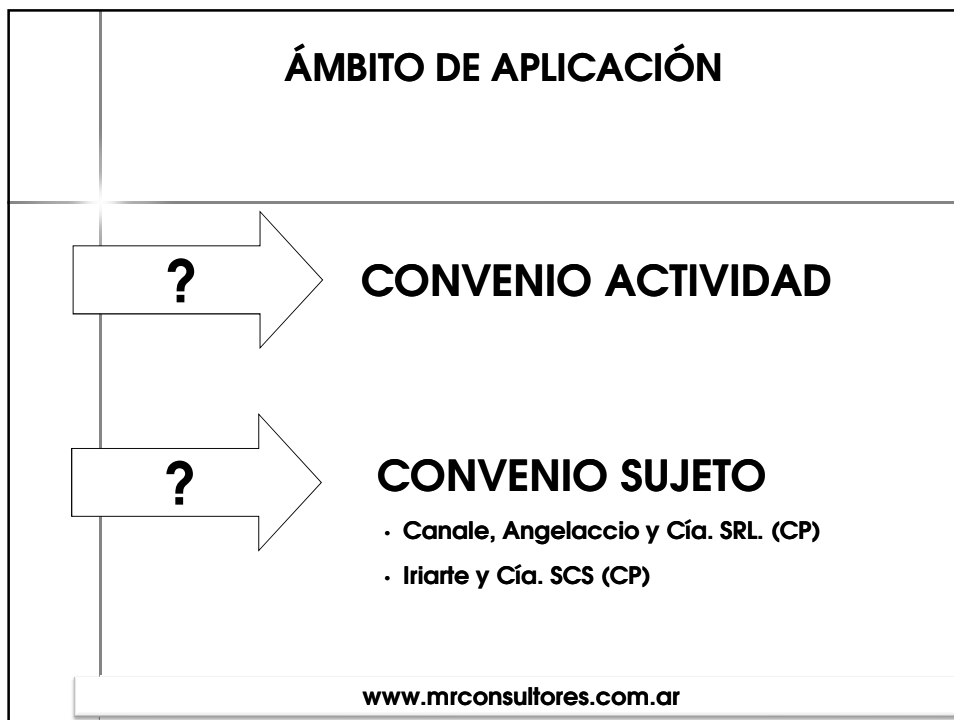 ÁMBITO DE APLICACIÓN
?
CONVENIO ACTIVIDAD
?
CONVENIO SUJETO
• Canale, Angelaccio y Cía. SRL. (CP)
• Iriarte y Cía. SCS (CP)
www.mrconsultores.com.ar